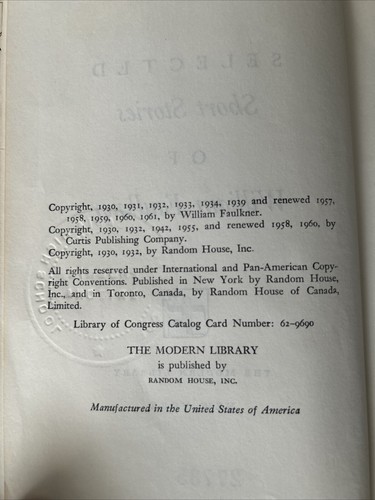 SELECTED
Short Stories
OF
Copyright, 1930, 1931, 1932, 1933, 1934, 1939 and renewed 1957,
1958, 1959, 1960, 1961, by William Faulkner.
Copyright, 1930, 1932, 1942, 1955, and renewed 1958, 1960, by
Curtis Publishing Company.
Copyright, 1930, 1932, by Random House, Inc.
All rights reserved under International and Pan-American Copy-
right Conventions. Published in New York by Random House,
Inc., and in Toronto, Canada, by Random House of Canada,
Limited.
Library of Congress Catalog Card Number: 62-9690
THE MODERN LIBRARY
is published by
RANDOM HOUSE, INC.
Manufactured in the United States of America